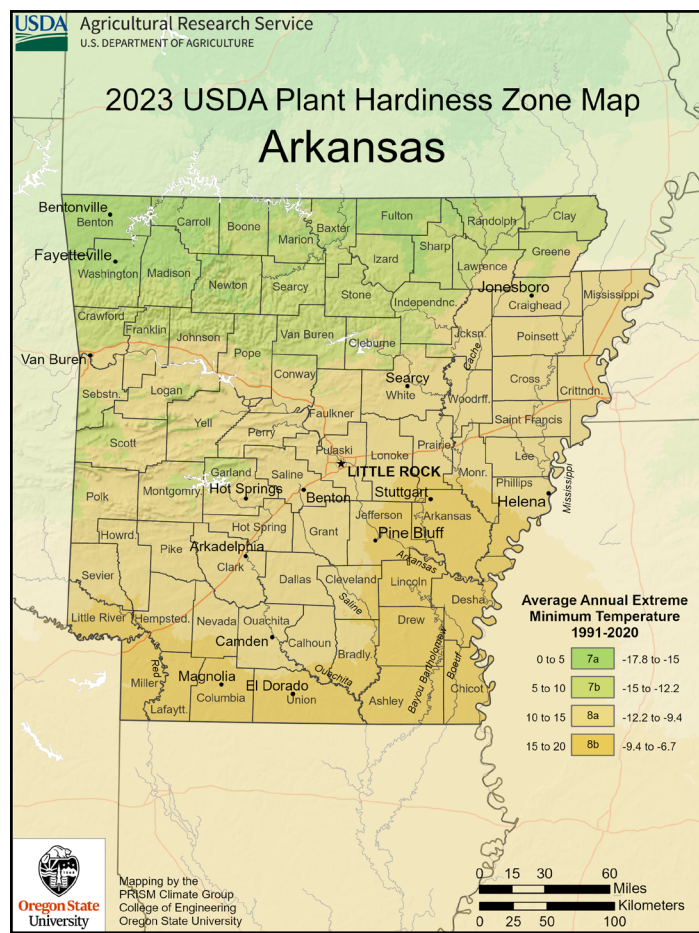 USDA
Agricultural Research Service
U.S. DEPARTMENT OF AGRICULTURE
2023 USDA Plant Hardiness Zone Map
Arkansas
Bentonville
Benton
Carroll
Boone
Marion
Baxter
Fulton
Randolph
Clay
Fayetteville
Washington
Madison
Newton
Searcy
Stone
Izard
Sharp
Lawrence
Greene
Independnc.
Jonesboro
Craighead
Mississippi
Crawford
Franklin
Johnson
Pope
Van Buren
Cleburne
Jcksn.
Cache
Poinsett
Van Buren
Conway
Searcy
White
Woodrff.
Cross
Crittndn.
Sebstn.
Logan
Faulkner
Saint Francis
Scott
Yell
Perry
Pulaski
Lonoke
Prairie
Monr.
Lee
LITTLE ROCK
Polk
Montgomry.
Garland
Hot Springs
Saline
Benton
Stuttgart
Phillips
Helena
Mississippi
Howrd.
Pike
Hot Spring
Grant
Jefferson
Arkansas
Pine Bluff
Arkadelphia
Clark
Arkansas
Sevier
Dallas
Cleveland
Lincoln
Desha
Saline
Little River
Hempsted.
Nevada
Ouachita
Camden
Calhoun
Bradly.
Drew
Bayou Bartholomew
Boeuf
Red
Miller
Lafaytt.
Magnolia
Columbia
El Dorado
Union
Ouachita
Ashley
Chicot
Average Annual Extreme
Minimum Temperature
1991-2020
0 to 5 7a -17.8 to -15
5 to 10 7b -15 to -12.2
10 to 15 8a -12.2 to -9.4
15 to 20 8b -9.4 to -6.7
Oregon State
University
Mapping by the
PRISM Climate Group
College of Engineering
Oregon State University
0 15 30 60
Miles
Kilometers
0 25 50 100